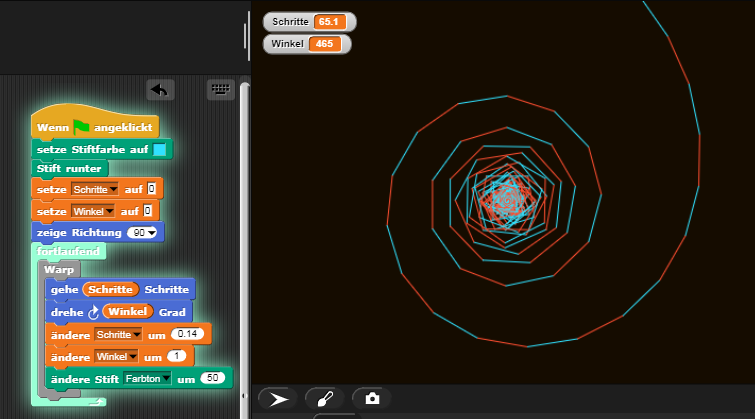 Schritte 65.1
Winkel 465
Wenn angeklickt
setze Stiftfarbe auf
Stift runter
setze Schritte auf 0
setze Winkel auf 0
zeige Richtung 90
fortlaufend
Warp
gehe Schritte Schritte
drehe Winkel Grad
ändere Schritte um 0.14
ändere Winkel um 1
ändere Stift Farbton um 50